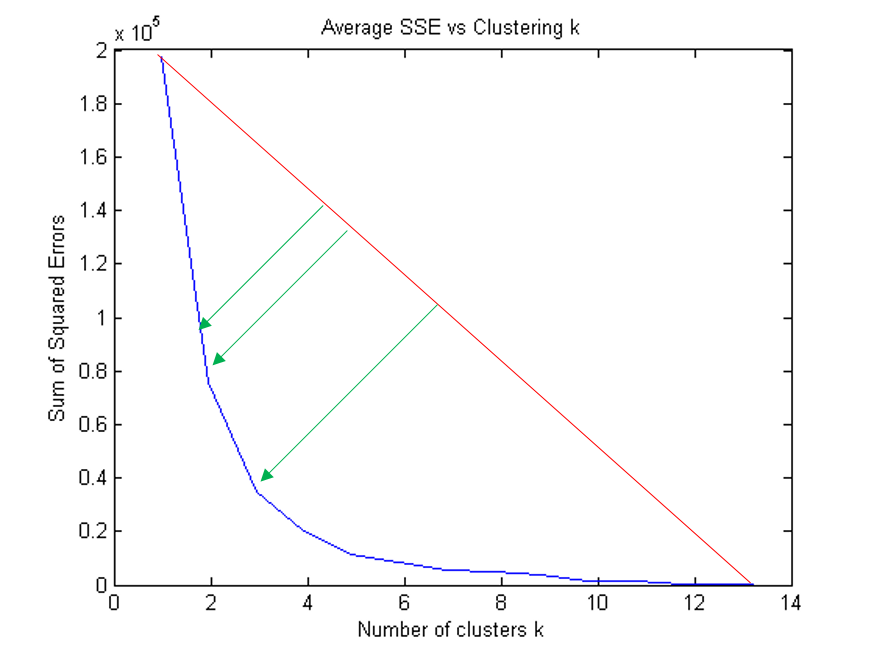 Average SSE vs Clustering k
x 10^5
2
1.8
1.6
1.4
1.2
1
0.8
0.6
0.4
0.2
0
Sum of Squared Errors
0 2 4 6 8 10 12 14
Number of clusters k